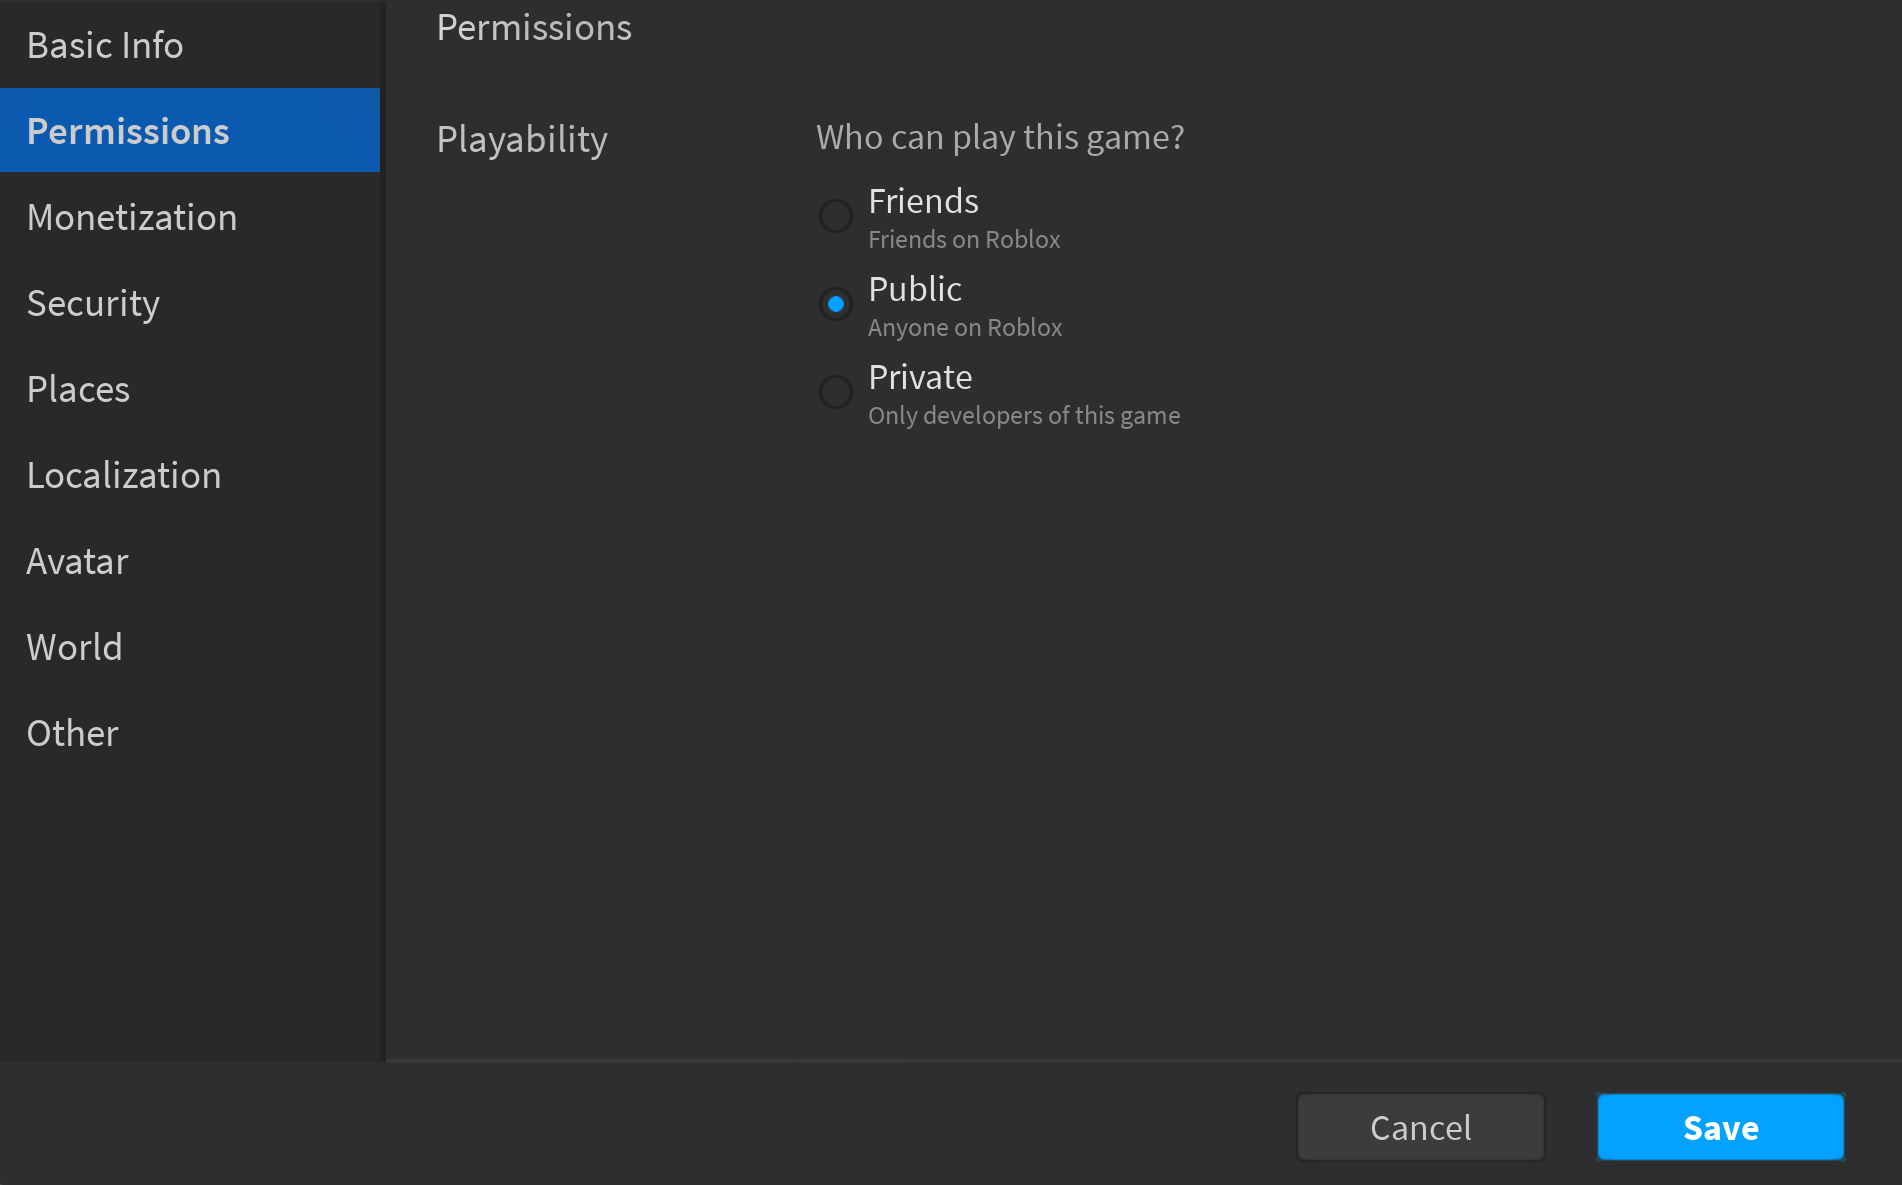 Basic Info
Permissions
Monetization
Security
Places
Localization
Avatar
World
Other
Permissions
Playability
Who can play this game?
Friends
Friends on Roblox
Public
Anyone on Roblox
Private
Only developers of this game
Cancel
Save